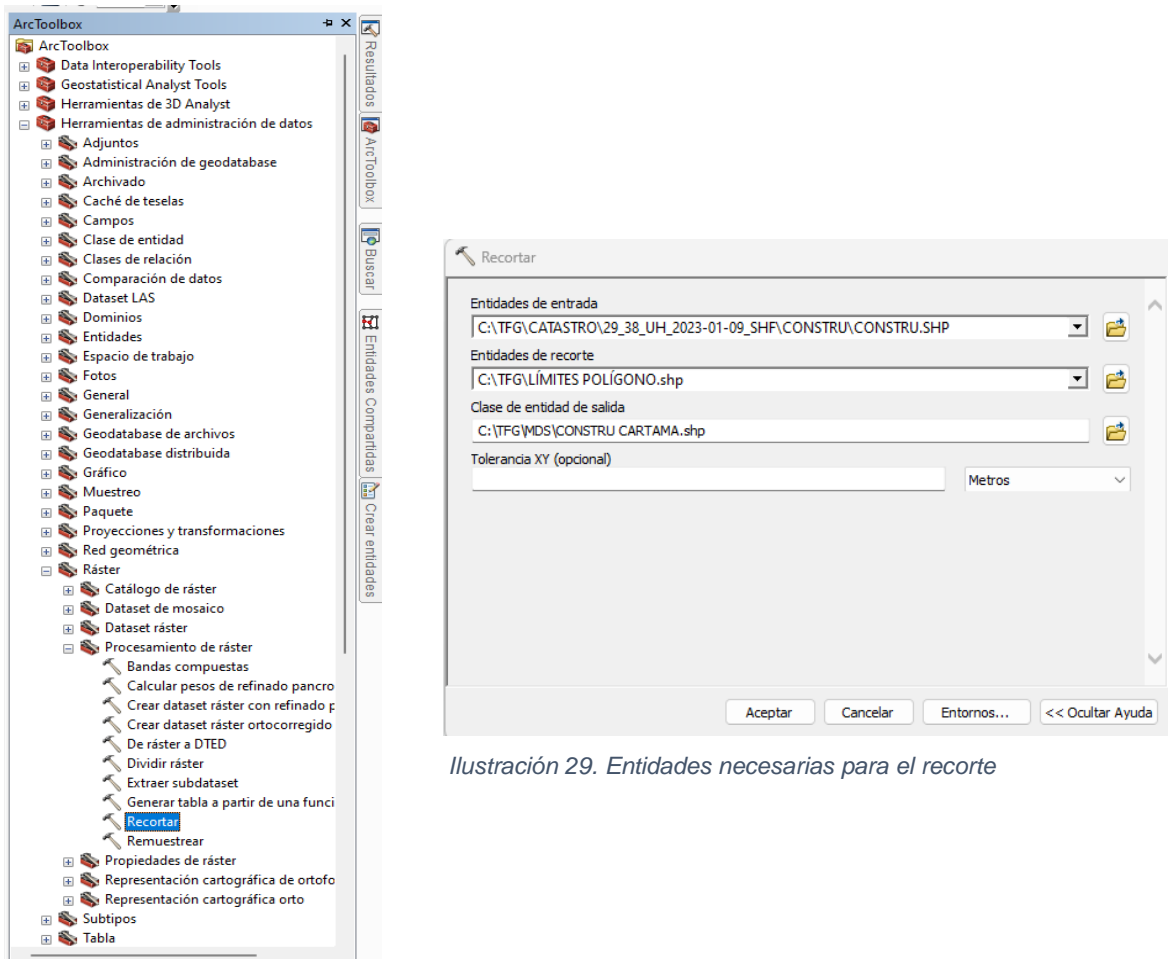 ArcToolbox
ArcToolbox
Data Interoperability Tools
Geostatistical Analyst Tools
Herramientas de 3D Analyst
Herramientas de administración de datos
Adjuntos
Administración de geodatabase
Archivado
Caché de teselas
Campos
Clase de entidad
Clases de relación
Comparación de datos
Dataset LAS
Dominios
Entidades
Espacio de trabajo
Fotos
General
Generalización
Geodatabase de archivos
Geodatabase distribuida
Gráfico
Muestreo
Paquete
Proyecciones y transformaciones
Red geométrica
Ráster
Catálogo de ráster
Dataset de mosaico
Dataset ráster
Procesamiento de ráster
Bandas compuestas
Calcular pesos de refinado pancro
Crear dataset ráster con refinado p
Crear dataset ráster ortocorregido
De ráster a DTED
Dividir ráster
Extraer subdataset
Generar tabla a partir de una funci
Recortar
Remuestrear
Propiedades de ráster
Representación cartográfica de ortofo
Representación cartográfica orto
Subtipos
Tabla
Resultados
ArcToolbox
Buscar
Entidades Compartidas
Crear entidades
Recortar
Entidades de entrada
C:\TFG\CATASTRO\29_38_UH_2023-01-09_SHF\CONSTRU\CONSTRU.SHP
Entidades de recorte
C:\TFG\LÍMITES POLÍGONO.shp
Clase de entidad de salida
C:\TFG\MDS\CONSTRU CARTAMA.shp
Tolerancia XY (opcional)
Metros
Aceptar Cancelar Entornos... << Ocultar Ayuda
Ilustración 29. Entidades necesarias para el recorte